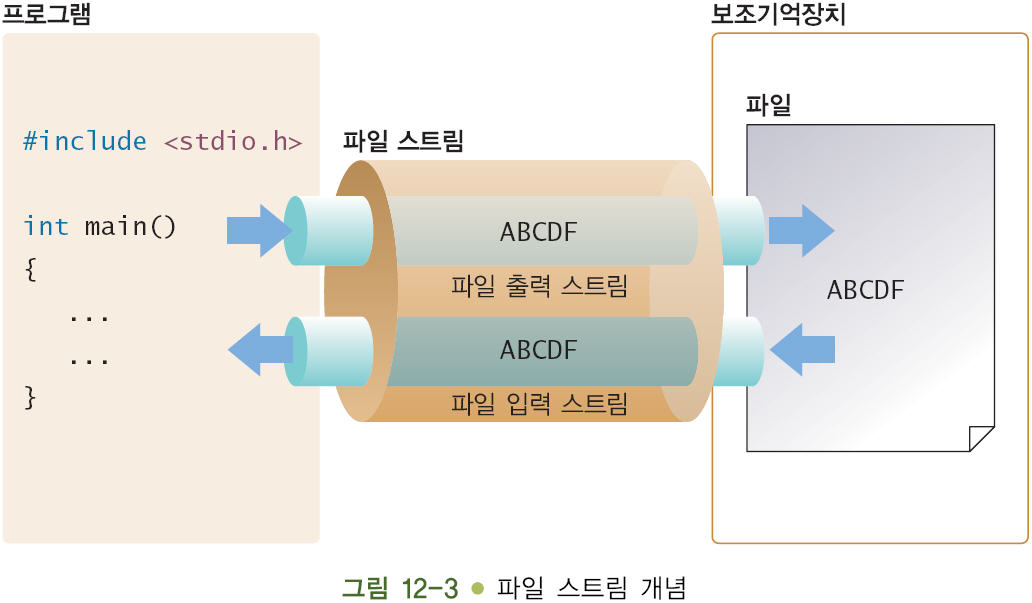 프로그램
#include <stdio.h>
int main()
{
...
...
}
파일 스트림
ABCDF
파일 출력 스트림
ABCDF
파일 입력 스트림
보조기억장치
파일
ABCDF
그림 12-3 ● 파일 스트림 개념